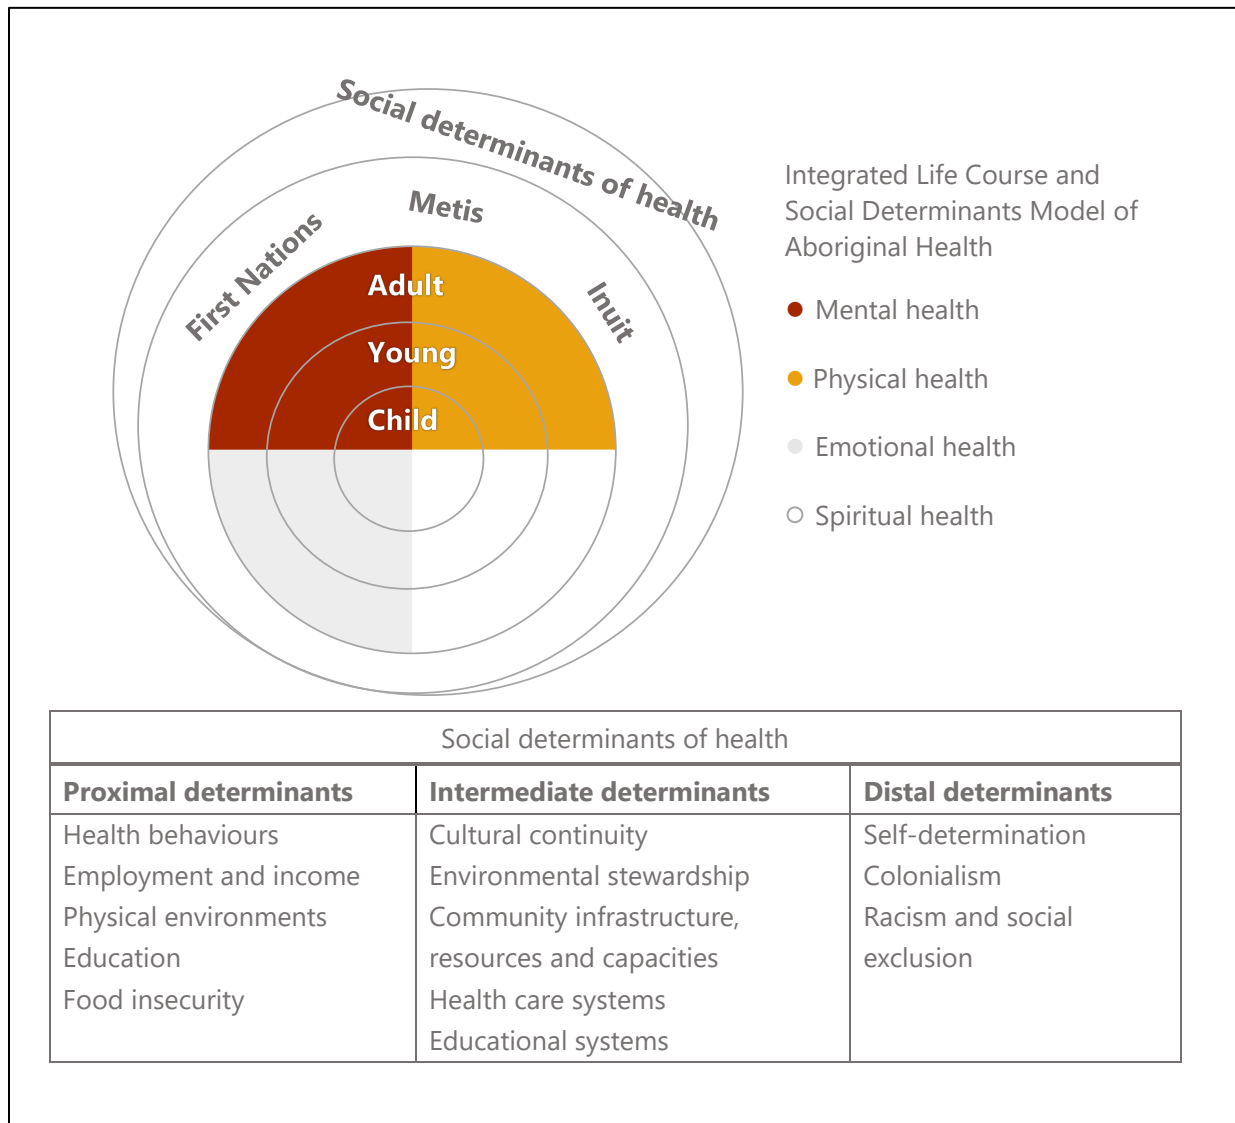 Social determinants of health
Metis
First Nations
Inuit
Adult
Young
Child
Integrated Life Course and
Social Determinants Model of
Aboriginal Health
Mental health
Physical health
Emotional health
Spiritual health
Social determinants of health
Proximal determinants
Health behaviours
Employment and income
Physical environments
Education
Food insecurity
Intermediate determinants
Cultural continuity
Environmental stewardship
Community infrastructure,
resources and capacities
Health care systems
Educational systems
Distal determinants
Self-determination
Colonialism
Racism and social
exclusion